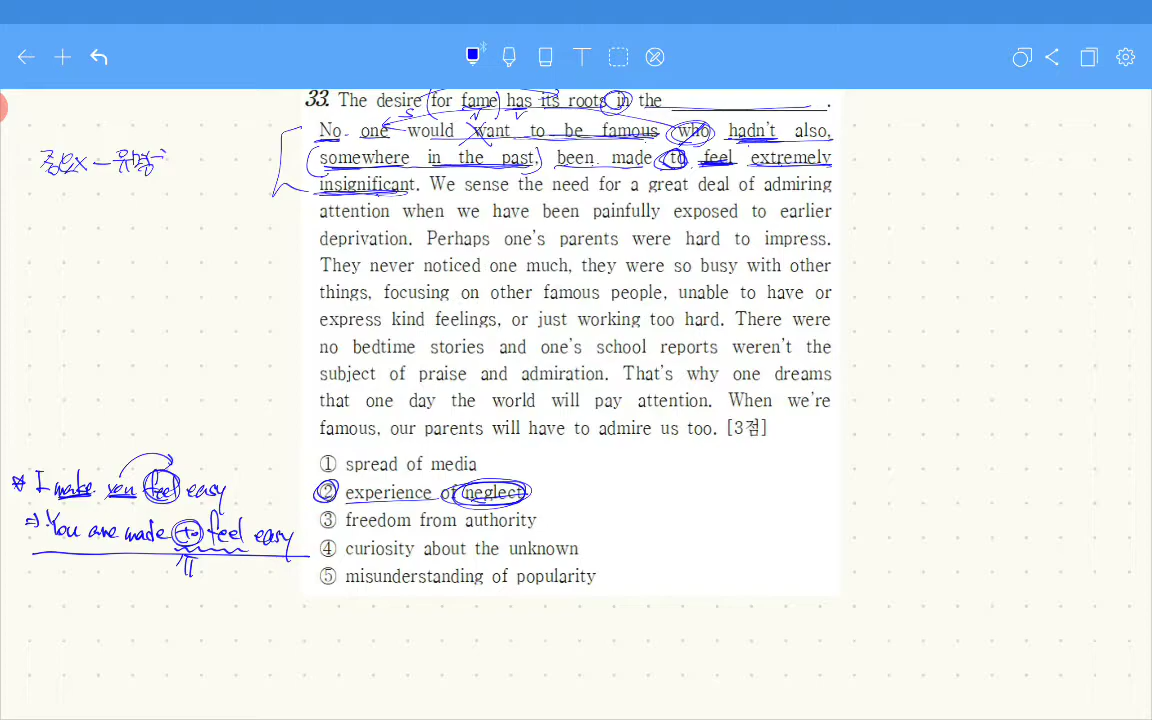 33. The desire for fame has its roots in the ____________.
No one would want to be famous who hadn't also,
somewhere in the past, been made to feel extremely
insignificant. We sense the need for a great deal of admiring
attention when we have been painfully exposed to earlier
deprivation. Perhaps one's parents were hard to impress.
They never noticed one much, they were so busy with other
things, focusing on other famous people, unable to have or
express kind feelings, or just working too hard. There were
no bedtime stories and one's school reports weren't the
subject of praise and admiration. That's why one dreams
that one day the world will pay attention. When we're
famous, our parents will have to admire us too. [3점]
① spread of media
② experience of neglect
③ freedom from authority
④ curiosity about the unknown
⑤ misunderstanding of popularity
I make you feel easy
⇒ You are made to feel easy